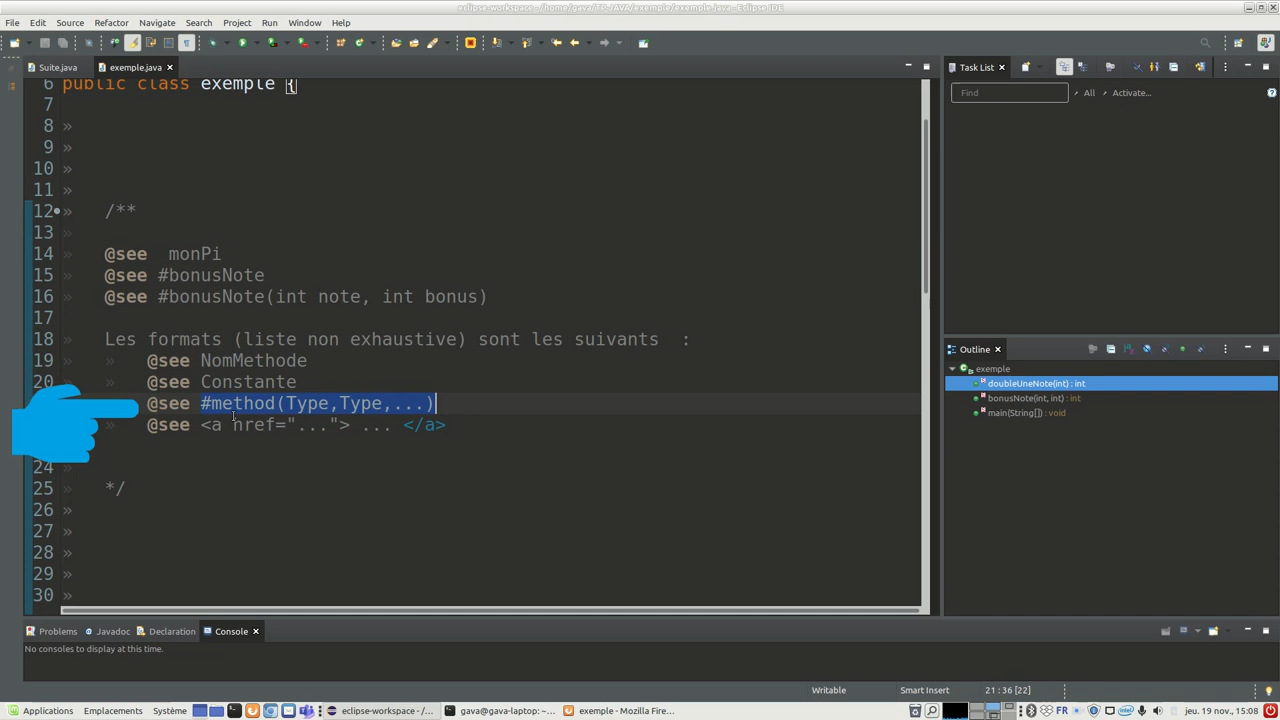 eclipse-workspace - /home/gava/TP-JAVA/exemple/exemple.java - Eclipse IDE
File Edit Source Refactor Navigate Search Project Run Window Help
Suite.java exemple.java
6 public class exemple {
7
8 »
9 »
10 »
11 »
12 » /**
13 »
14 » @see monPi
15 » @see #bonusNote
16 » @see #bonusNote(int note, int bonus)
17 »
18 » Les formats (liste non exhaustive) sont les suivants :
19 » » @see NomMethode
20 » » @see Constante
@see #method(Type,Type,...)
» @see <a href="..."> ... </a>
24 »
25 » */
26 »
27 »
28 »
29 »
30 »
Task List
Find All Activate...
Outline
exemple
doubleUneNote(int) : int
bonusNote(int, int) : int
main(String[]) : void
Problems Javadoc Declaration Console
No consoles to display at this time.
Writable Smart Insert 21 : 36 [22]
Applications Emplacements Système eclipse-workspace - /... gava@gava-laptop: ~... exemple - Mozilla Fire... FR jeu. 19 nov., 15:08